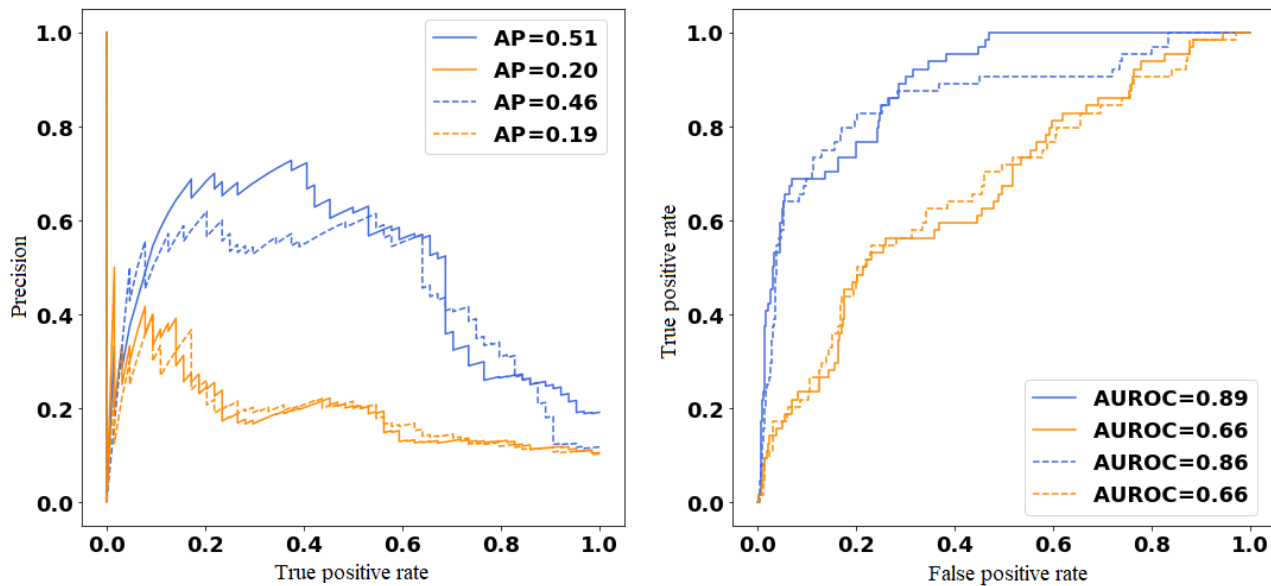 1.0
0.8
0.6
0.4
0.2
0.0
Precision
AP=0.51
AP=0.20
AP=0.46
AP=0.19
0.0 0.2 0.4 0.6 0.8 1.0
True positive rate
1.0
0.8
0.6
0.4
0.2
0.0
True positive rate
AUROC=0.89
AUROC=0.66
AUROC=0.86
AUROC=0.66
0.0 0.2 0.4 0.6 0.8 1.0
False positive rate